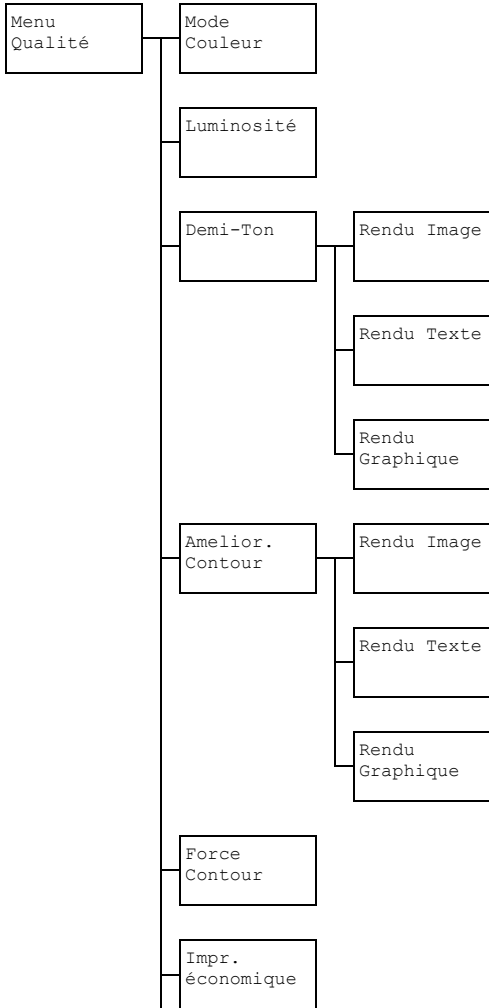 Menu
Qualité
Mode
Couleur
Luminosité
Demi-Ton
Rendu Image
Rendu Texte
Rendu
Graphique
Amelior.
Contour
Rendu Image
Rendu Texte
Rendu
Graphique
Force
Contour
Impr.
économique